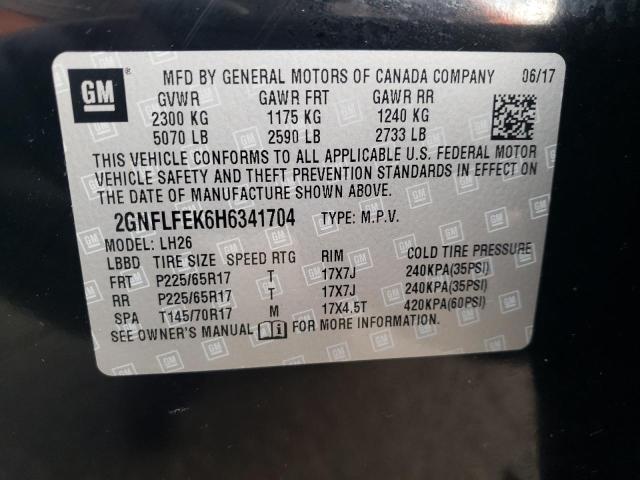 GM
MFD BY GENERAL MOTORS OF CANADA COMPANY 06/17
GVWR GAWR FRT GAWR RR
2300 KG 1175 KG 1240 KG
5070 LB 2590 LB 2733 LB
THIS VEHICLE CONFORMS TO ALL APPLICABLE U.S. FEDERAL MOTOR
VEHICLE SAFETY AND THEFT PREVENTION STANDARDS IN EFFECT ON
THE DATE OF MANUFACTURE SHOWN ABOVE.
2GNFLFEK6H6341704 TYPE: M.P.V.
MODEL: LH26
LBBD TIRE SIZE SPEED RTG RIM COLD TIRE PRESSURE
FRT P225/65R17 T 17X7J 240KPA(35PSI)
RR P225/65R17 T 17X7J 240KPA(35PSI)
SPA T145/70R17 M 17X4.5T 420KPA(60PSI)
SEE OWNER'S MANUAL FOR MORE INFORMATION.